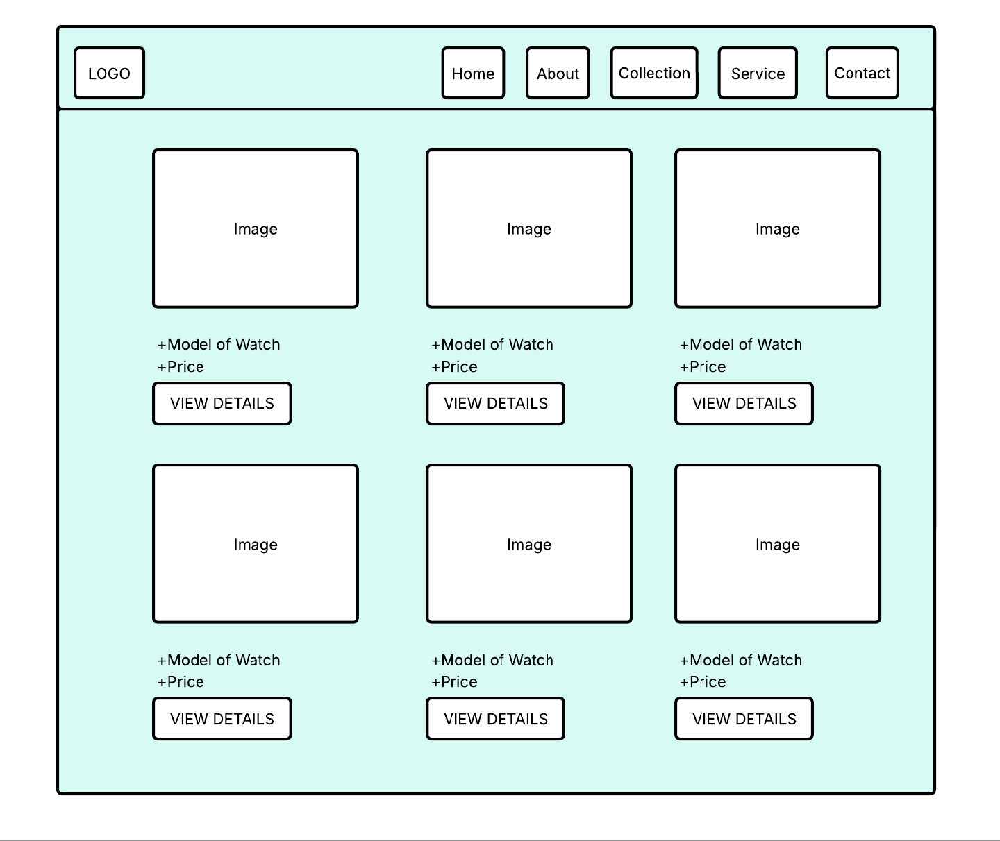 LOGO
Home
About
Collection
Service
Contact
Image
Image
Image
+Model of Watch
+Price
VIEW DETAILS
+Model of Watch
+Price
VIEW DETAILS
+Model of Watch
+Price
VIEW DETAILS
Image
Image
Image
+Model of Watch
+Price
VIEW DETAILS
+Model of Watch
+Price
VIEW DETAILS
+Model of Watch
+Price
VIEW DETAILS